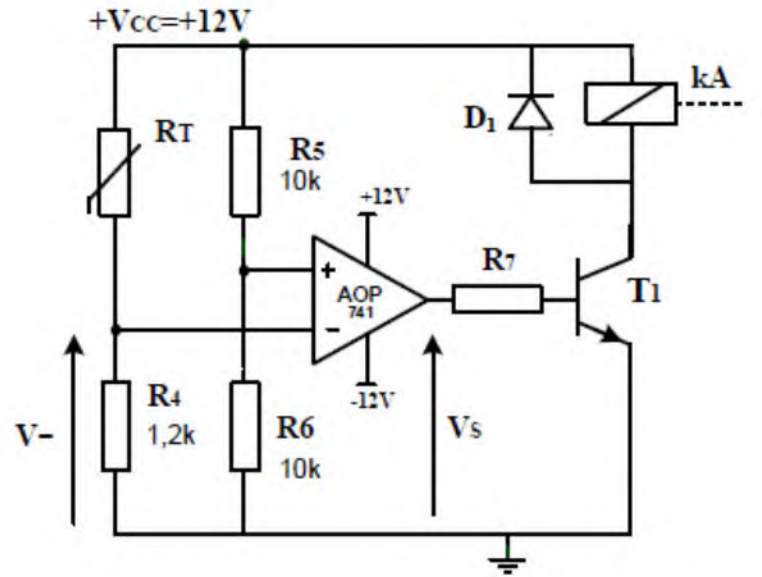 +VCC=+12V
kA
D1
RT
R5
10k
+12V
R7
+
AOP
741
T1
−
-12V
R4
1,2k
V−
R6
10k
VS